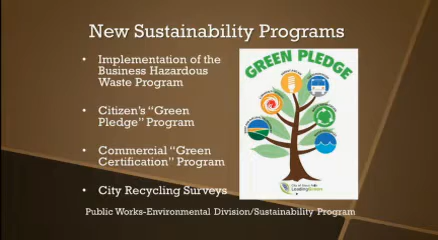 New Sustainability Programs
• Implementation of the
Business Hazardous
Waste Program
• Citizen's "Green
Pledge" Program
• Commercial "Green
Certification" Program
• City Recycling Surveys
GREEN PLEDGE
Public Works-Environmental Division/Sustainability Program